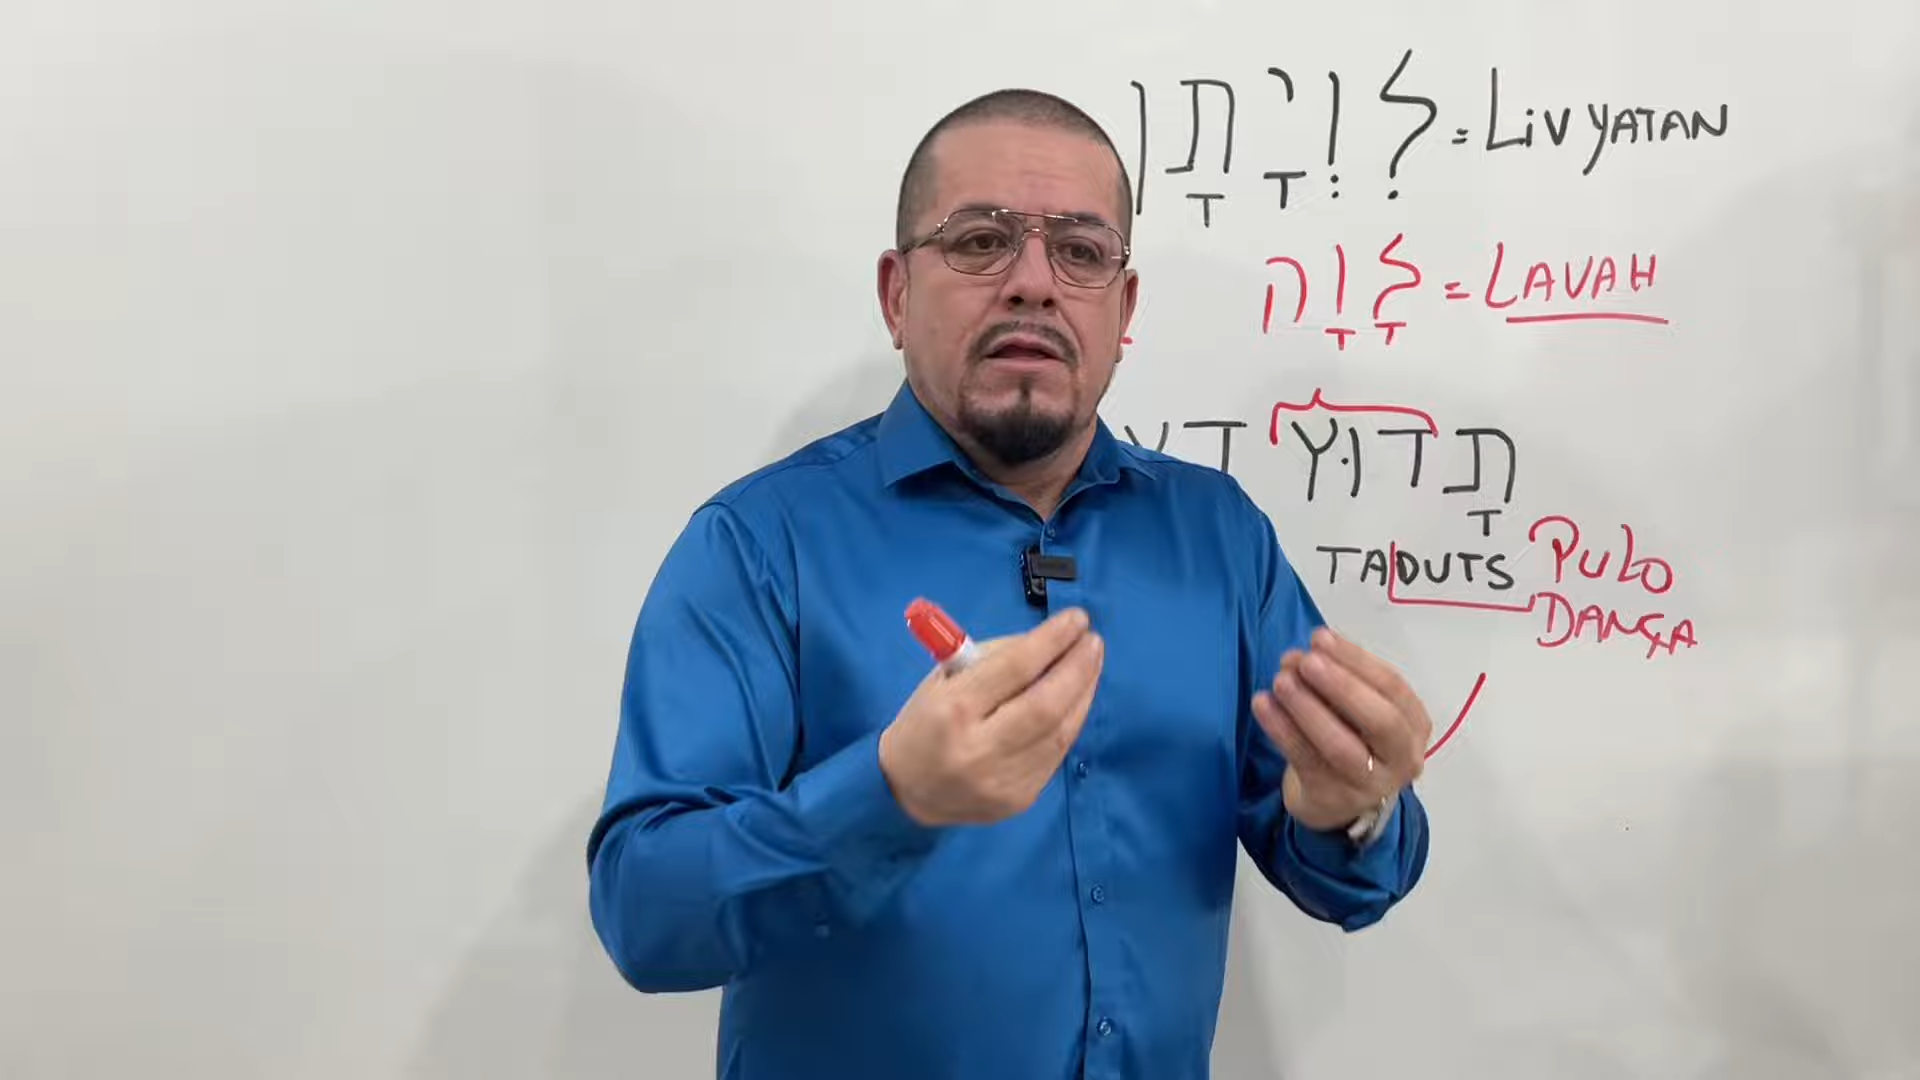 לִוְיָתָן = LIVYATAN
לָוָה = LAVAH
תָּדוּץ
TADUTS PULO
DANÇA